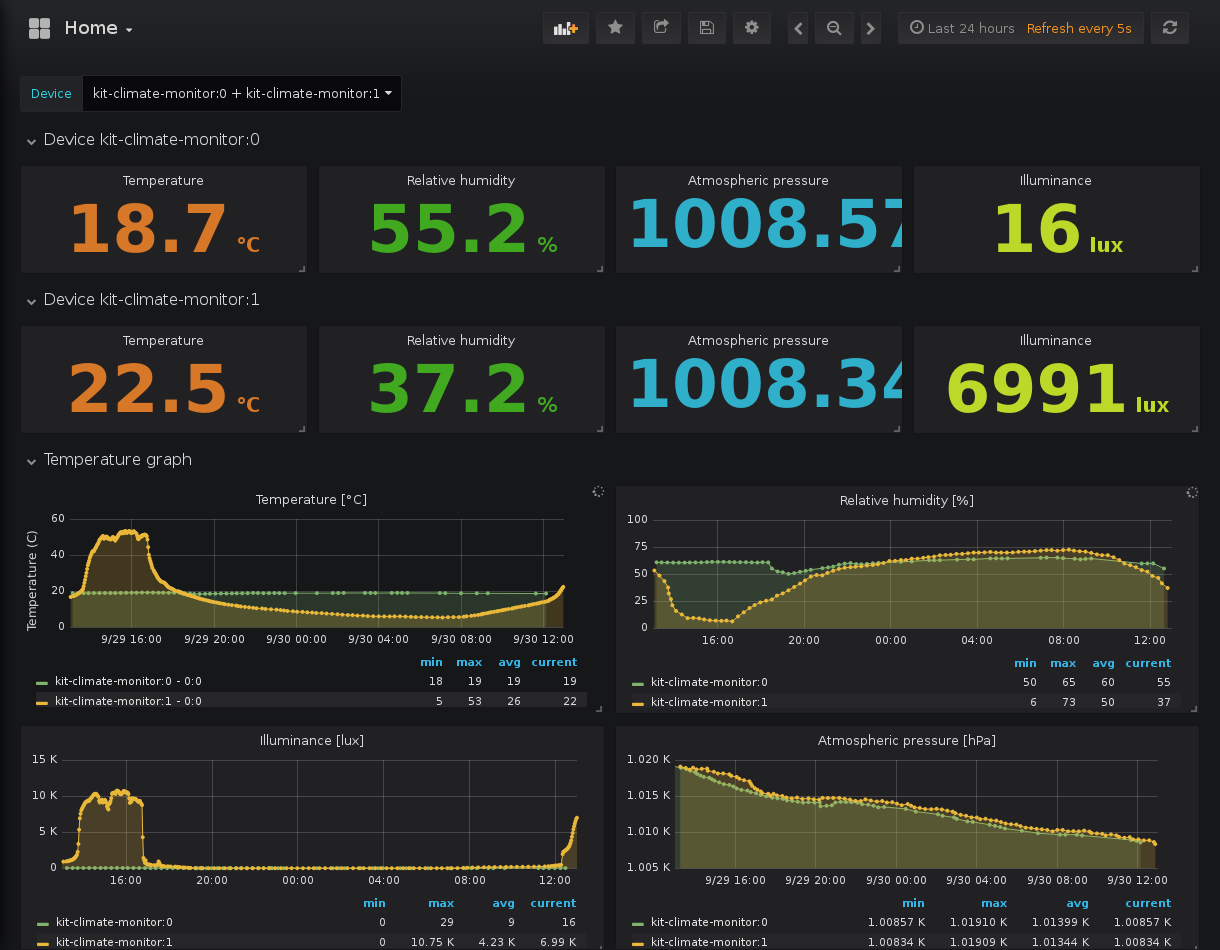 Home
Last 24 hours Refresh every 5s
Device kit-climate-monitor:0 + kit-climate-monitor:1
Device kit-climate-monitor:0
Temperature Relative humidity Atmospheric pressure Illuminance
18.7 °C 55.2 % 1008.57 16 lux
Device kit-climate-monitor:1
Temperature Relative humidity Atmospheric pressure Illuminance
22.5 °C 37.2 % 1008.34 6991 lux
Temperature graph
Temperature [°C]
Temperature (C)
60
40
20
0
9/29 16:00 9/29 20:00 9/30 00:00 9/30 04:00 9/30 08:00 9/30 12:00
min max avg current
kit-climate-monitor:0 - 0:0 18 19 19 19
kit-climate-monitor:1 - 0:0 5 53 26 22
Relative humidity [%]
100
75
50
25
0
16:00 20:00 00:00 04:00 08:00 12:00
min max avg current
kit-climate-monitor:0 50 65 60 55
kit-climate-monitor:1 6 73 50 37
Illuminance [lux]
15 K
10 K
5 K
0
16:00 20:00 00:00 04:00 08:00 12:00
min max avg current
kit-climate-monitor:0 0 29 9 16
kit-climate-monitor:1 0 10.75 K 4.23 K 6.99 K
Atmospheric pressure [hPa]
1.020 K
1.015 K
1.010 K
1.005 K
9/29 16:00 9/29 20:00 9/30 00:00 9/30 04:00 9/30 08:00 9/30 12:00
min max avg current
kit-climate-monitor:0 1.00857 K 1.01910 K 1.01399 K 1.00857 K
kit-climate-monitor:1 1.00834 K 1.01909 K 1.01344 K 1.00834 K